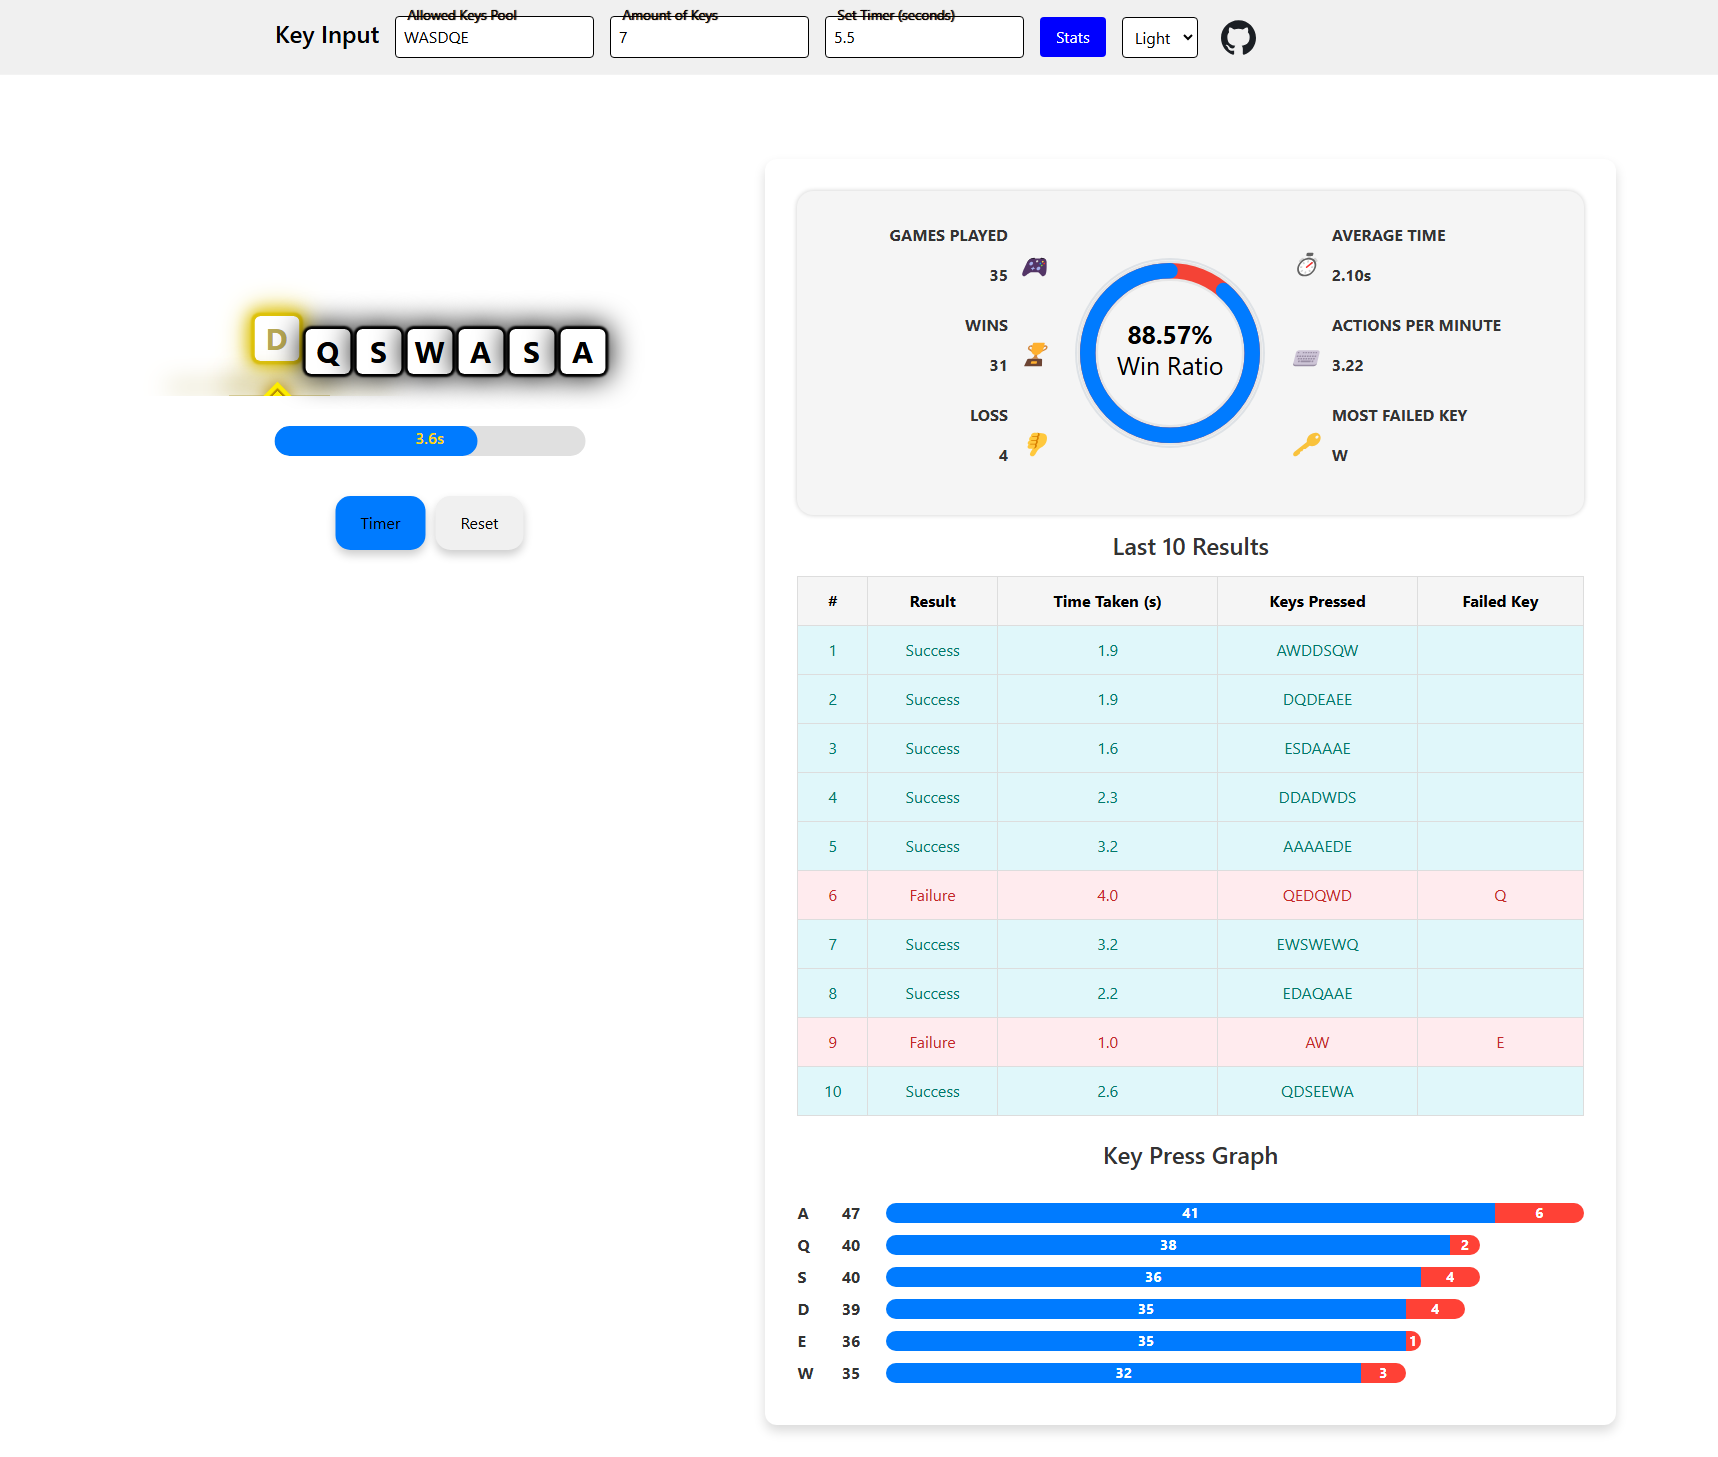 Key Input
Allowed Keys Pool
WASDQE
Amount of Keys
7
Set Timer (seconds)
5.5
Stats
Light
D Q S W A S A
3.6s
Timer Reset
GAMES PLAYED
35
WINS
31
LOSS
4
88.57%
Win Ratio
AVERAGE TIME
2.10s
ACTIONS PER MINUTE
3.22
MOST FAILED KEY
W
Last 10 Results
# Result Time Taken (s) Keys Pressed Failed Key
1 Success 1.9 AWDDSQW
2 Success 1.9 DQDEAEE
3 Success 1.6 ESDAAAE
4 Success 2.3 DDADWDS
5 Success 3.2 AAAAEDE
6 Failure 4.0 QEDQWD Q
7 Success 3.2 EWSWEWQ
8 Success 2.2 EDAQAAE
9 Failure 1.0 AW E
10 Success 2.6 QDSEEWA
Key Press Graph
A 47 41 6
Q 40 38 2
S 40 36 4
D 39 35 4
E 36 35 1
W 35 32 3